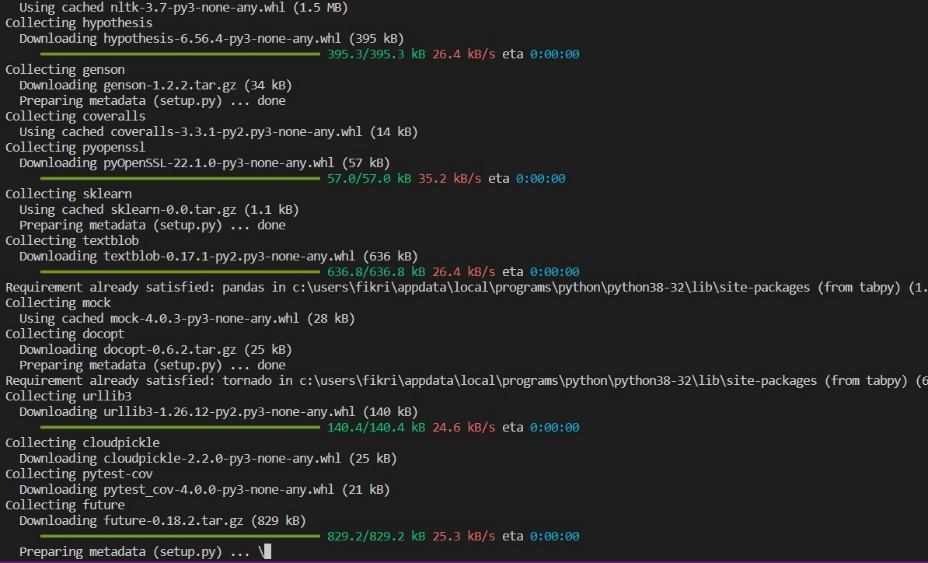 Using cached nltk-3.7-py3-none-any.whl (1.5 MB)
Collecting hypothesis
Downloading hypothesis-6.56.4-py3-none-any.whl (395 kB)
395.3/395.3 kB 26.4 kB/s eta 0:00:00
Collecting genson
Downloading genson-1.2.2.tar.gz (34 kB)
Preparing metadata (setup.py) ... done
Collecting coveralls
Using cached coveralls-3.3.1-py2.py3-none-any.whl (14 kB)
Collecting pyopenssl
Downloading pyOpenSSL-22.1.0-py3-none-any.whl (57 kB)
57.0/57.0 kB 35.2 kB/s eta 0:00:00
Collecting sklearn
Using cached sklearn-0.0.tar.gz (1.1 kB)
Preparing metadata (setup.py) ... done
Collecting textblob
Downloading textblob-0.17.1-py2.py3-none-any.whl (636 kB)
636.8/636.8 kB 26.4 kB/s eta 0:00:00
Requirement already satisfied: pandas in c:\users\fikri\appdata\local\programs\python\python38-32\lib\site-packages (from tabpy) (1.
Collecting mock
Using cached mock-4.0.3-py3-none-any.whl (28 kB)
Collecting docopt
Downloading docopt-0.6.2.tar.gz (25 kB)
Preparing metadata (setup.py) ... done
Requirement already satisfied: tornado in c:\users\fikri\appdata\local\programs\python\python38-32\lib\site-packages (from tabpy) (6
Collecting urllib3
Downloading urllib3-1.26.12-py2.py3-none-any.whl (140 kB)
140.4/140.4 kB 24.6 kB/s eta 0:00:00
Collecting cloudpickle
Downloading cloudpickle-2.2.0-py3-none-any.whl (25 kB)
Collecting pytest-cov
Downloading pytest_cov-4.0.0-py3-none-any.whl (21 kB)
Collecting future
Downloading future-0.18.2.tar.gz (829 kB)
829.2/829.2 kB 25.3 kB/s eta 0:00:00
Preparing metadata (setup.py) ... \